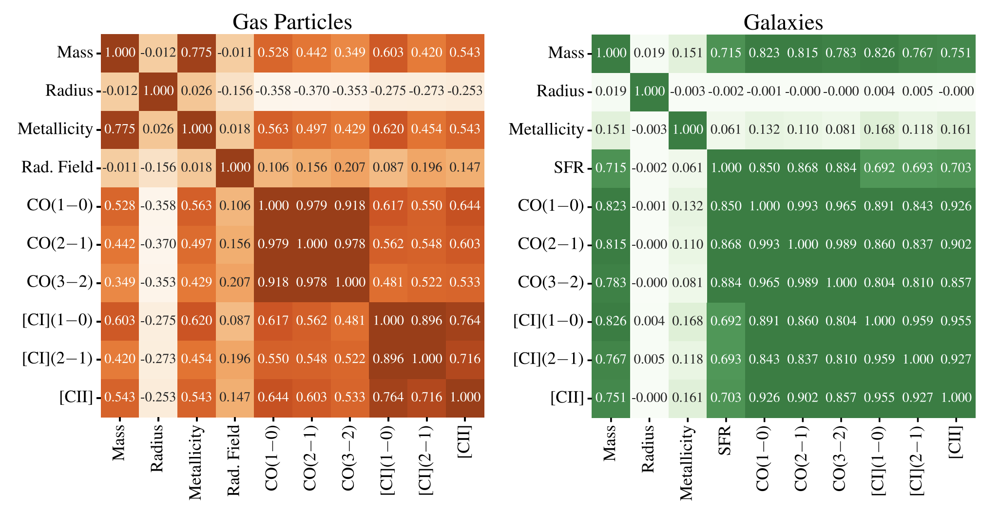 Gas Particles
Mass 1.000 -0.012 0.775 -0.011 0.528 0.442 0.349 0.603 0.420 0.543
Radius -0.012 1.000 0.026 -0.156 -0.358 -0.370 -0.353 -0.275 -0.273 -0.253
Metallicity 0.775 0.026 1.000 0.018 0.563 0.497 0.429 0.620 0.454 0.543
Rad. Field -0.011 -0.156 0.018 1.000 0.106 0.156 0.207 0.087 0.196 0.147
CO(1−0) 0.528 -0.358 0.563 0.106 1.000 0.979 0.918 0.617 0.550 0.644
CO(2−1) 0.442 -0.370 0.497 0.156 0.979 1.000 0.978 0.562 0.548 0.603
CO(3−2) 0.349 -0.353 0.429 0.207 0.918 0.978 1.000 0.481 0.522 0.533
[CI](1−0) 0.603 -0.275 0.620 0.087 0.617 0.562 0.481 1.000 0.896 0.764
[CI](2−1) 0.420 -0.273 0.454 0.196 0.550 0.548 0.522 0.896 1.000 0.716
[CII] 0.543 -0.253 0.543 0.147 0.644 0.603 0.533 0.764 0.716 1.000
Mass Radius Metallicity Rad. Field CO(1−0) CO(2−1) CO(3−2) [CI](1−0) [CI](2−1) [CII]
Galaxies
Mass 1.000 0.019 0.151 0.715 0.823 0.815 0.783 0.826 0.767 0.751
Radius 0.019 1.000 -0.003 -0.002 -0.001 -0.000 -0.000 0.004 0.005 -0.000
Metallicity 0.151 -0.003 1.000 0.061 0.132 0.110 0.081 0.168 0.118 0.161
SFR 0.715 -0.002 0.061 1.000 0.850 0.868 0.884 0.692 0.693 0.703
CO(1−0) 0.823 -0.001 0.132 0.850 1.000 0.993 0.965 0.891 0.843 0.926
CO(2−1) 0.815 -0.000 0.110 0.868 0.993 1.000 0.989 0.860 0.837 0.902
CO(3−2) 0.783 -0.000 0.081 0.884 0.965 0.989 1.000 0.804 0.810 0.857
[CI](1−0) 0.826 0.004 0.168 0.692 0.891 0.860 0.804 1.000 0.959 0.955
[CI](2−1) 0.767 0.005 0.118 0.693 0.843 0.837 0.810 0.959 1.000 0.927
[CII] 0.751 -0.000 0.161 0.703 0.926 0.902 0.857 0.955 0.927 1.000
Mass Radius Metallicity SFR CO(1−0) CO(2−1) CO(3−2) [CI](1−0) [CI](2−1) [CII]